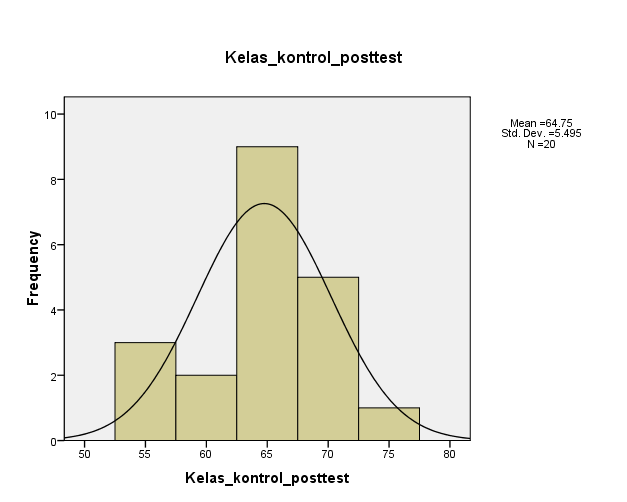 Kelas_kontrol_posttest
Mean =64.75
Std. Dev. =5.495
N =20
Frequency
10
8
6
4
2
0
50 55 60 65 70 75 80
Kelas_kontrol_posttest